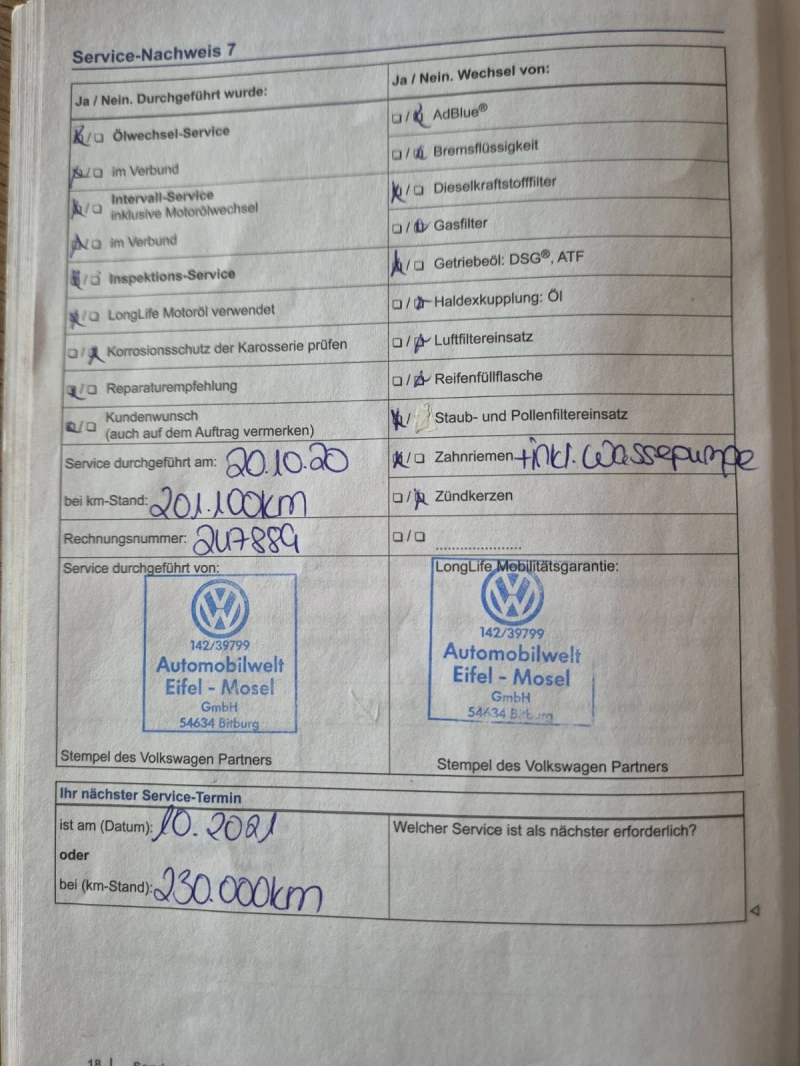 Service-Nachweis 7
Ja / Nein. Durchgeführt wurde:
Ölwechsel-Service
im Verbund
Intervall-Service
inklusive Motorölwechsel
im Verbund
Inspektions-Service
LongLife Motoröl verwendet
Korrosionsschutz der Karosserie prüfen
Reparaturempfehlung
Kundenwunsch
(auch auf dem Auftrag vermerken)
Service durchgeführt am: 20.10.20
bei km-Stand: 201.100km
Rechnungsnummer: 247889
Service durchgeführt von:
142/39799
Automobilwelt
Eifel - Mosel
GmbH
54634 Bitburg
Stempel des Volkswagen Partners
Ja / Nein. Wechsel von:
AdBlue®
Bremsflüssigkeit
Dieselkraftstofffilter
Gasfilter
Getriebeöl: DSG®, ATF
Haldexkupplung: Öl
Luftfiltereinsatz
Reifenfüllflasche
Staub- und Pollenfiltereinsatz
Zahnriemen +inkl. Wassepumpe
Zündkerzen
LongLife Mobilitätsgarantie:
142/39799
Automobilwelt
Eifel - Mosel
GmbH
54634 Bitburg
Stempel des Volkswagen Partners
Ihr nächster Service-Termin
ist am (Datum): 10.2021
oder
bei (km-Stand): 230.000km
Welcher Service ist als nächster erforderlich?
18